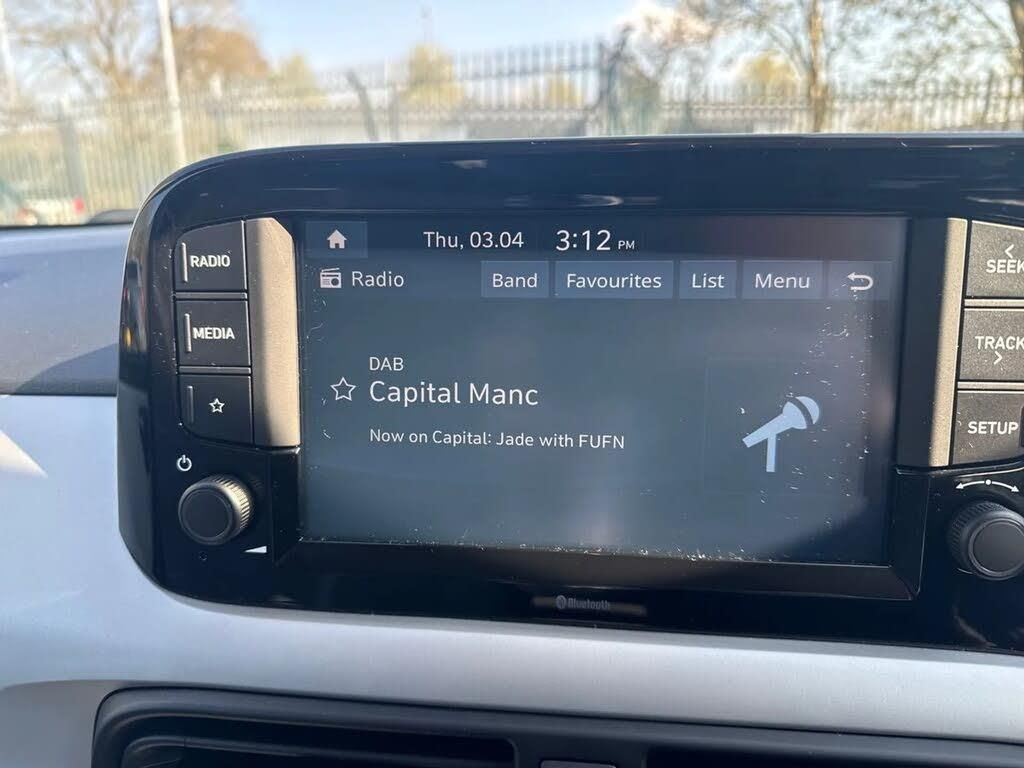 Thu, 03.04 3:12 PM
RADIO
Radio Band Favourites List Menu
SEEK
MEDIA
TRACK
DAB
Capital Manc
Now on Capital: Jade with FUFN
SETUP
Bluetooth